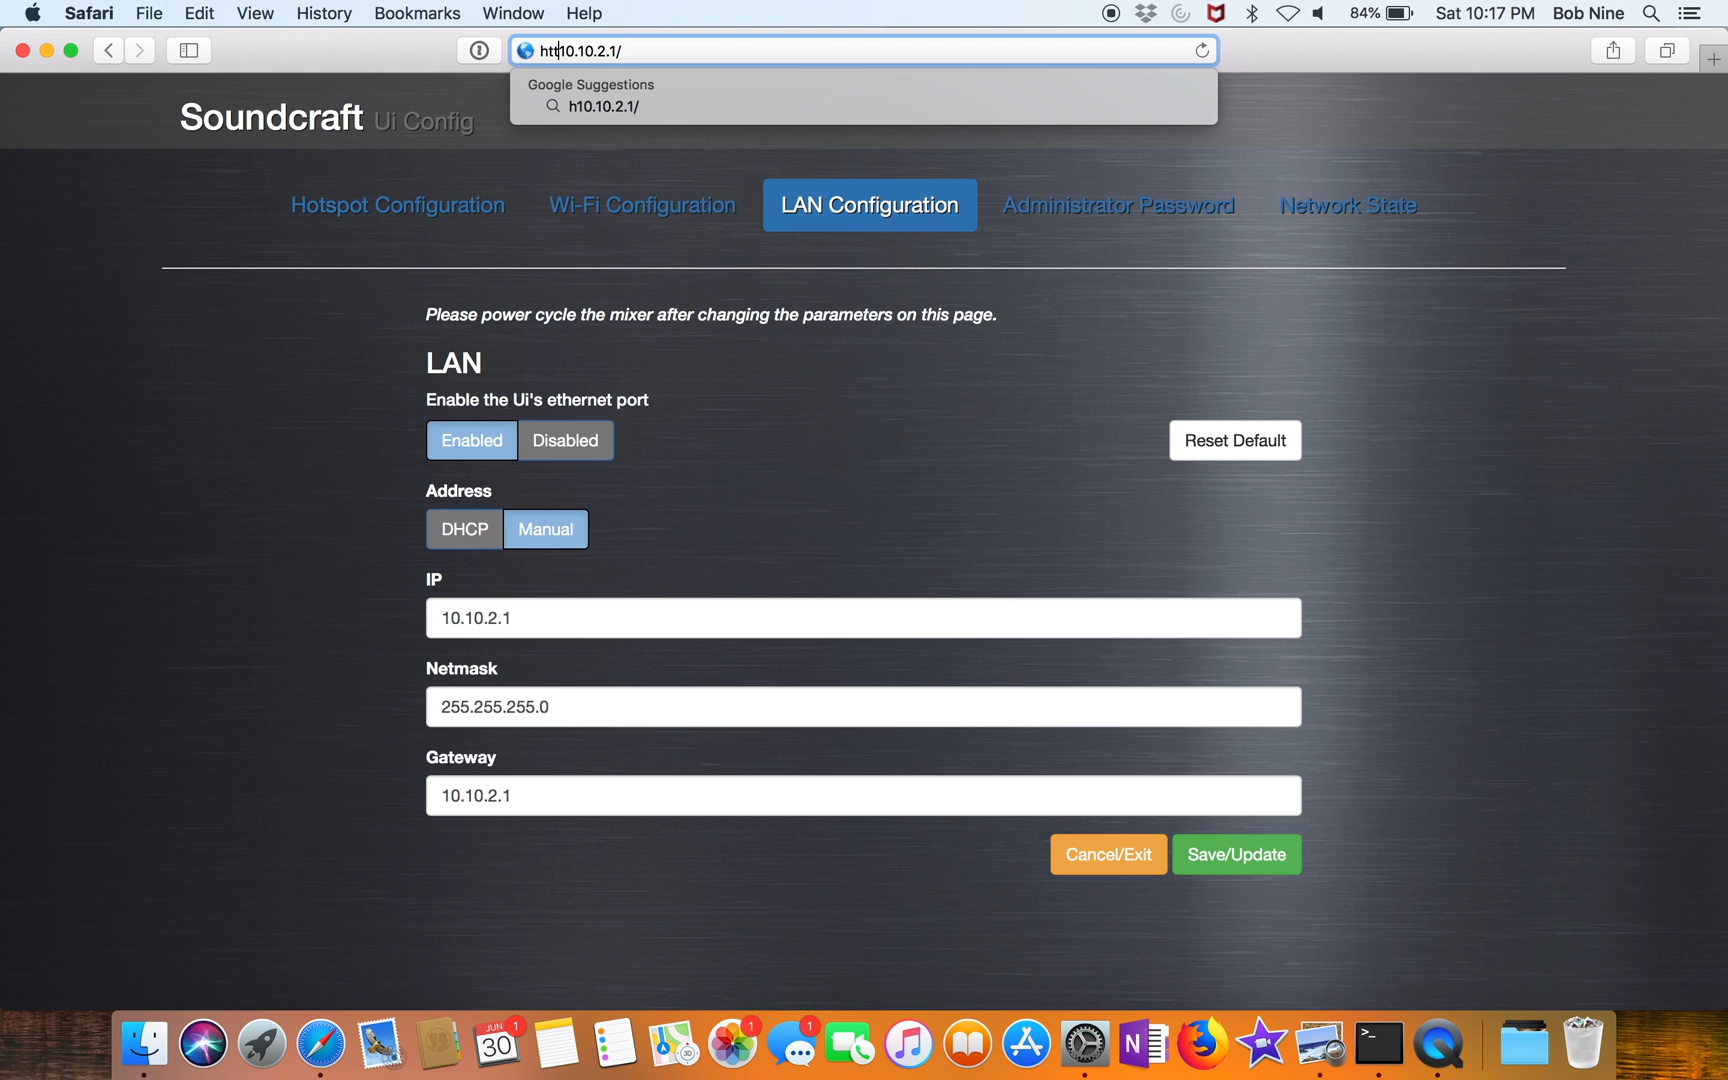 Safari File Edit View History Bookmarks Window Help 84% Sat 10:17 PM Bob Nine
htt10.10.2.1/
Google Suggestions
h10.10.2.1/
Soundcraft Ui Config
Hotspot Configuration Wi-Fi Configuration LAN Configuration Administrator Password Network State
Please power cycle the mixer after changing the parameters on this page.
LAN
Enable the Ui's ethernet port
Enabled Disabled Reset Default
Address
DHCP Manual
IP
10.10.2.1
Netmask
255.255.255.0
Gateway
10.10.2.1
Cancel/Exit Save/Update
JUN 1 1 1
30 3D N >_